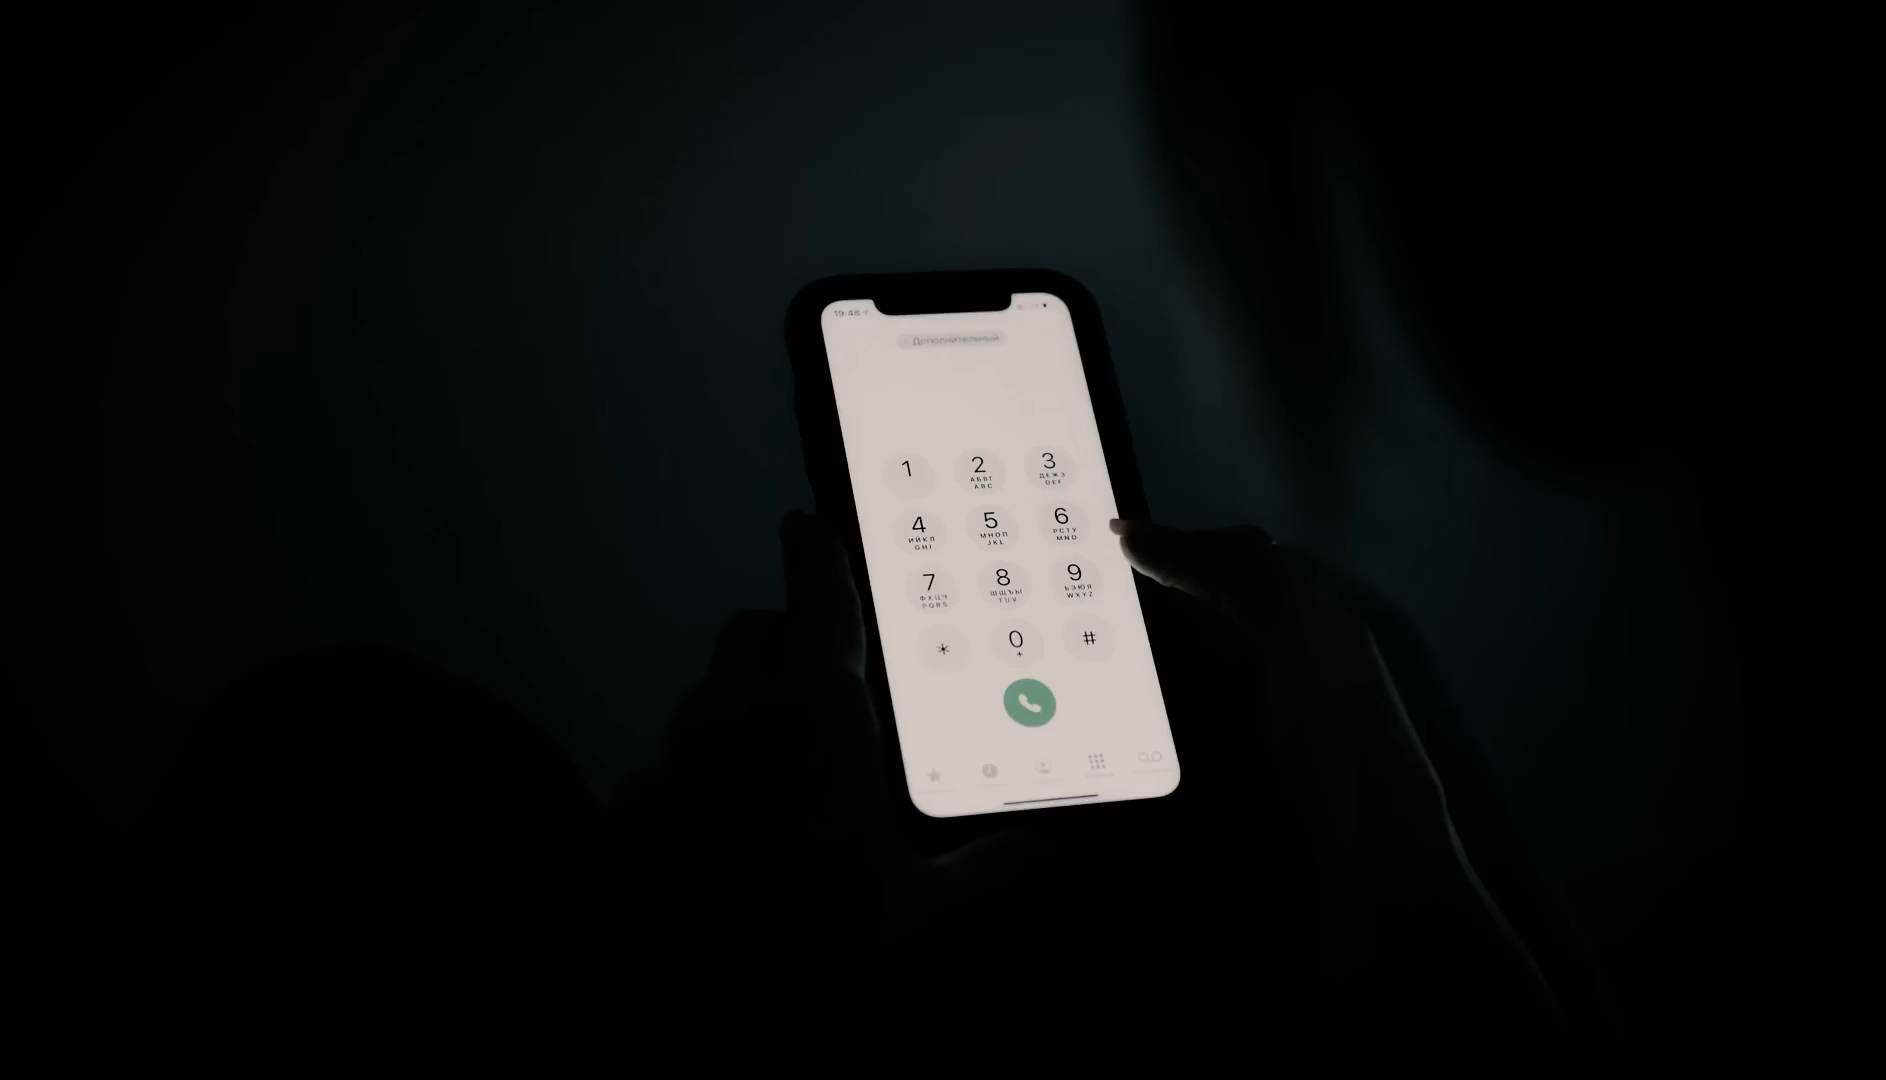 19:48
Дополнительный
1 2 3
АБВГ ДЕЖЗ
ABC DEF
4 5 6
ИЙКЛ МНОП РСТУ
GHI JKL MNO
7 8 9
ФХЦЧ ШЩЪЫ ЬЭЮЯ
PQRS TUV WXYZ
* 0 #
+